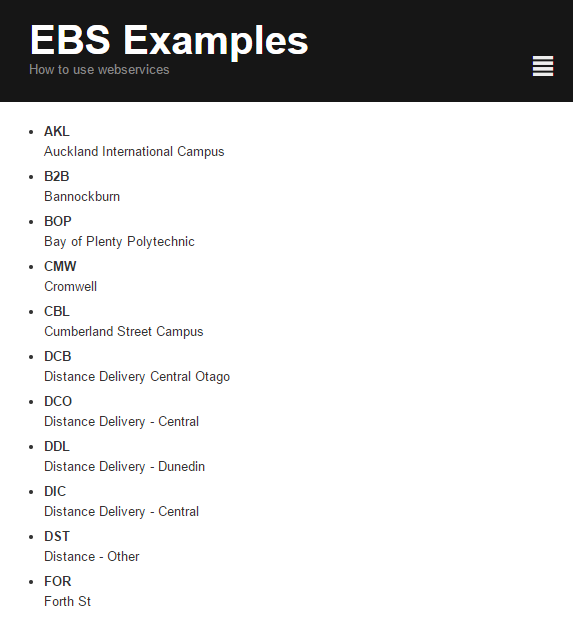 EBS Examples
How to use webservices
AKL
Auckland International Campus
B2B
Bannockburn
BOP
Bay of Plenty Polytechnic
CMW
Cromwell
CBL
Cumberland Street Campus
DCB
Distance Delivery Central Otago
DCO
Distance Delivery - Central
DDL
Distance Delivery - Dunedin
DIC
Distance Delivery - Central
DST
Distance - Other
FOR
Forth St